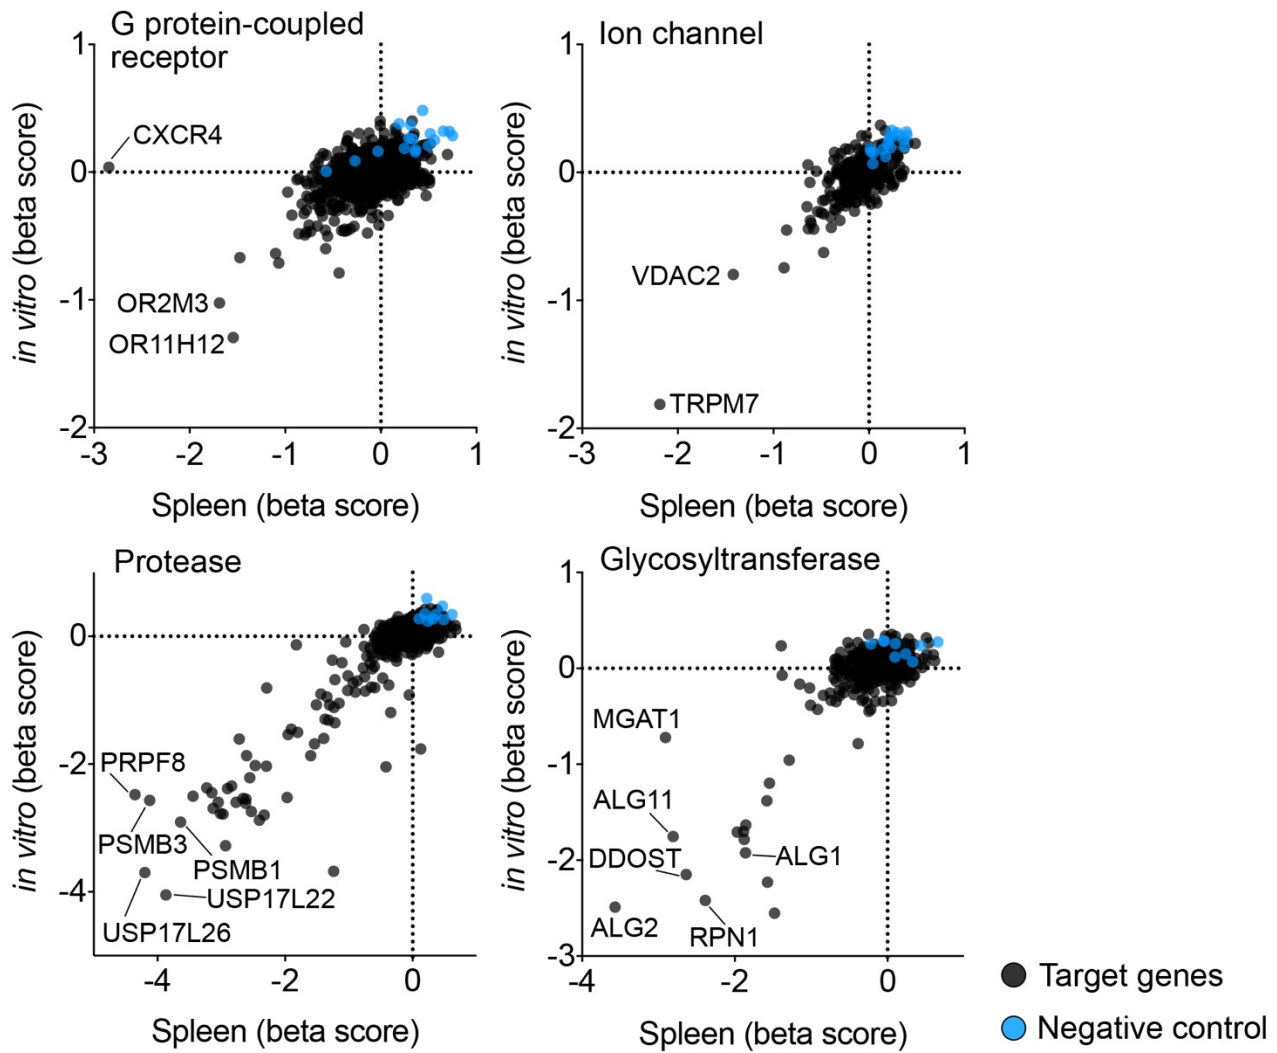 G protein-coupled
receptor
1
0
-1
-2
in vitro (beta score)
CXCR4
OR2M3
OR11H12
-3
-2
-1
0
1
Spleen (beta score)
Ion channel
1
0
-1
-2
in vitro (beta score)
VDAC2
TRPM7
-3
-2
-1
0
1
Spleen (beta score)
Protease
0
-2
-4
in vitro (beta score)
PRPF8
PSMB3
PSMB1
USP17L22
USP17L26
-4
-2
0
Spleen (beta score)
Glycosyltransferase
1
0
-1
-2
-3
in vitro (beta score)
MGAT1
ALG11
DDOST
ALG1
ALG2
RPN1
-4
-2
0
Spleen (beta score)
Target genes
Negative control